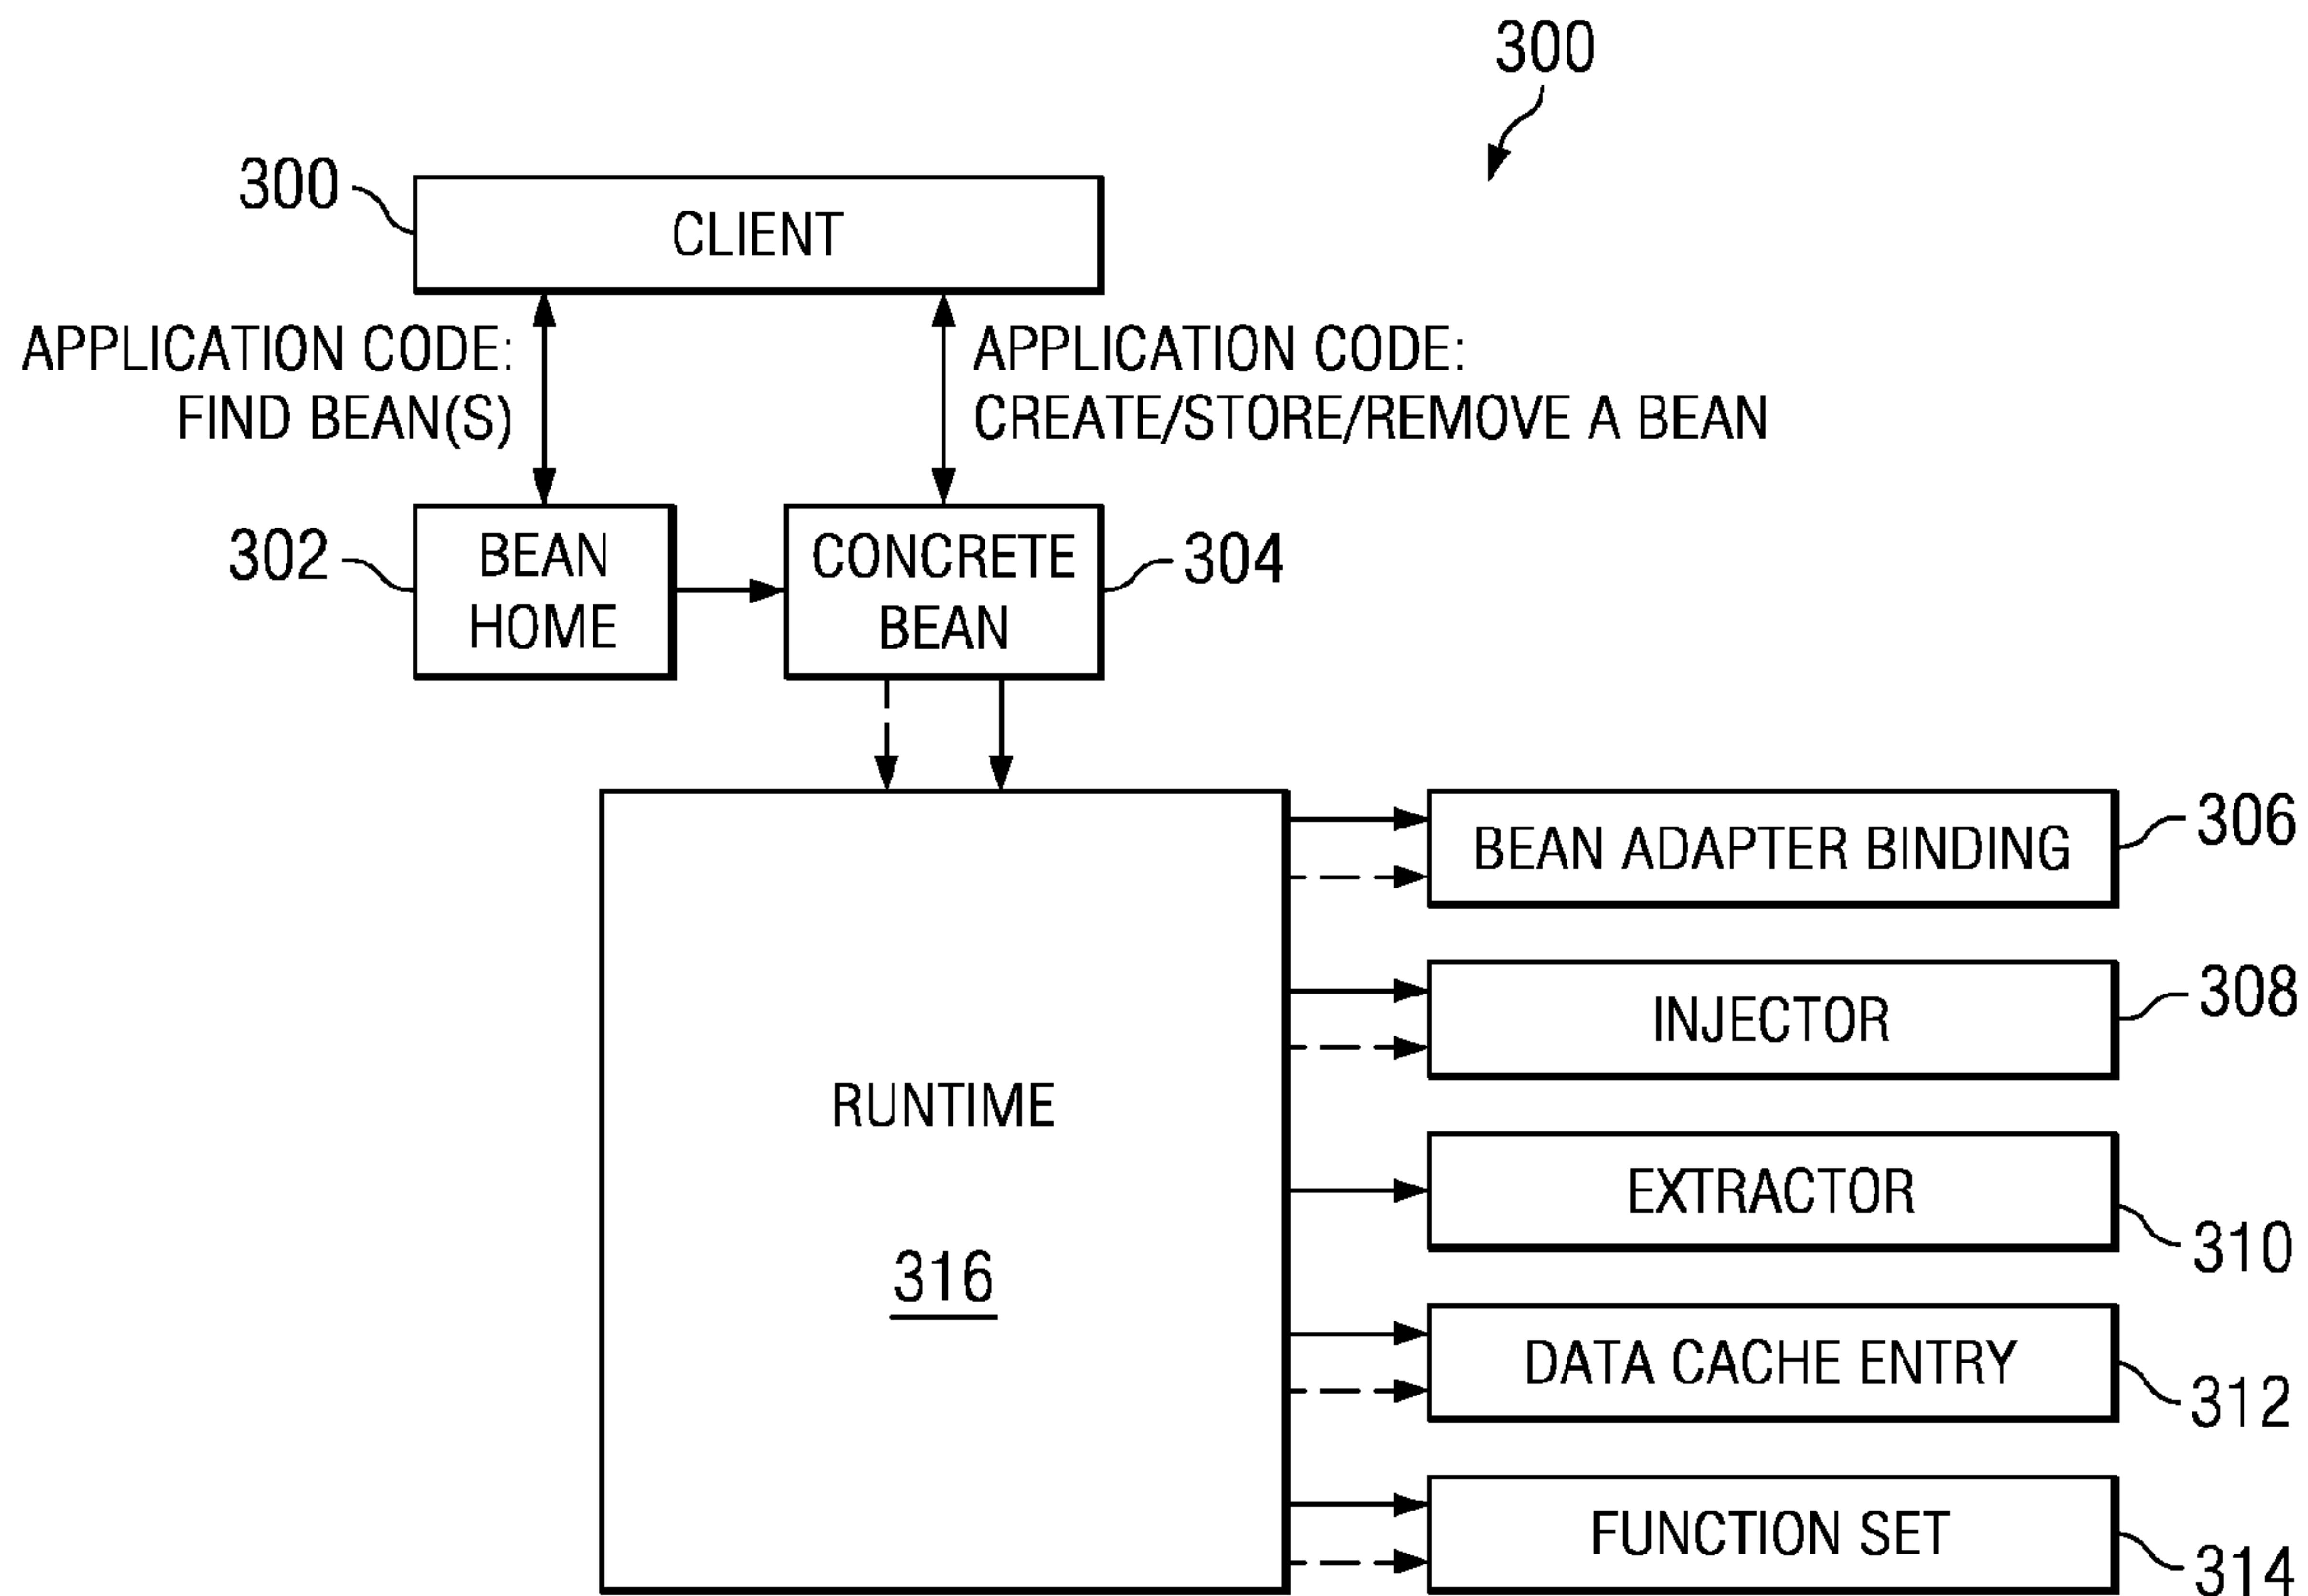 300
300
CLIENT
APPLICATION CODE:
FIND BEAN(S)
APPLICATION CODE:
CREATE/STORE/REMOVE A BEAN
302
BEAN
HOME
CONCRETE
BEAN
304
RUNTIME
316
BEAN ADAPTER BINDING
306
INJECTOR
308
EXTRACTOR
310
DATA CACHE ENTRY
312
FUNCTION SET
314